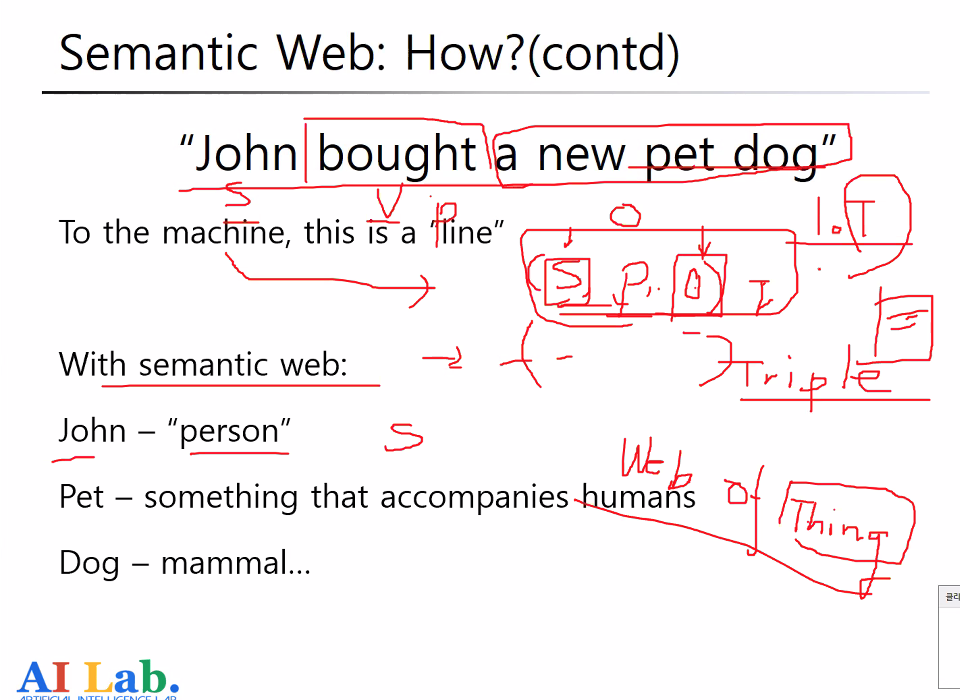 Semantic Web: How?(contd)
“John bought a new pet dog”
S V p O
To the machine, this is a “line”
I.T
S P. O
With semantic web:
Triple
John – “person” S
Web of Thing
Pet – something that accompanies humans
Dog – mammal...
AI Lab.
ARTIFICIAL INTELLIGENCE LAB